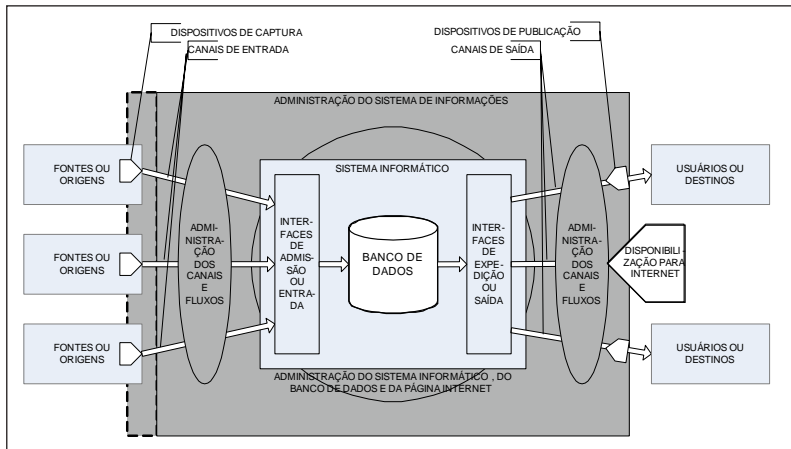 DISPOSITIVOS DE CAPTURA
CANAIS DE ENTRADA
DISPOSITIVOS DE PUBLICAÇÃO
CANAIS DE SAÍDA
ADMINISTRAÇÃO DO SISTEMA DE INFORMAÇÕES
FONTES OU
ORIGENS
FONTES OU
ORIGENS
FONTES OU
ORIGENS
ADMI-
NISTRA-
ÇÃO
DOS
CANAIS
E
FLUXOS
SISTEMA INFORMÁTICO
INTER-
FACES
DE
ADMIS-
SÃO
OU
ENTRA-
DA
BANCO DE
DADOS
INTER-
FACES
DE
EXPE-
DIÇÃO
OU
SAÍDA
ADMI-
NISTRA-
ÇÃO
DOS
CANAIS
E
FLUXOS
USUÁRIOS OU
DESTINOS
DISPONIBILI-
ZAÇÃO PARA
INTERNET
USUÁRIOS OU
DESTINOS
ADMINISTRAÇÃO DO SISTEMA INFORMÁTICO , DO
BANCO DE DADOS E DA PÁGINA INTERNET